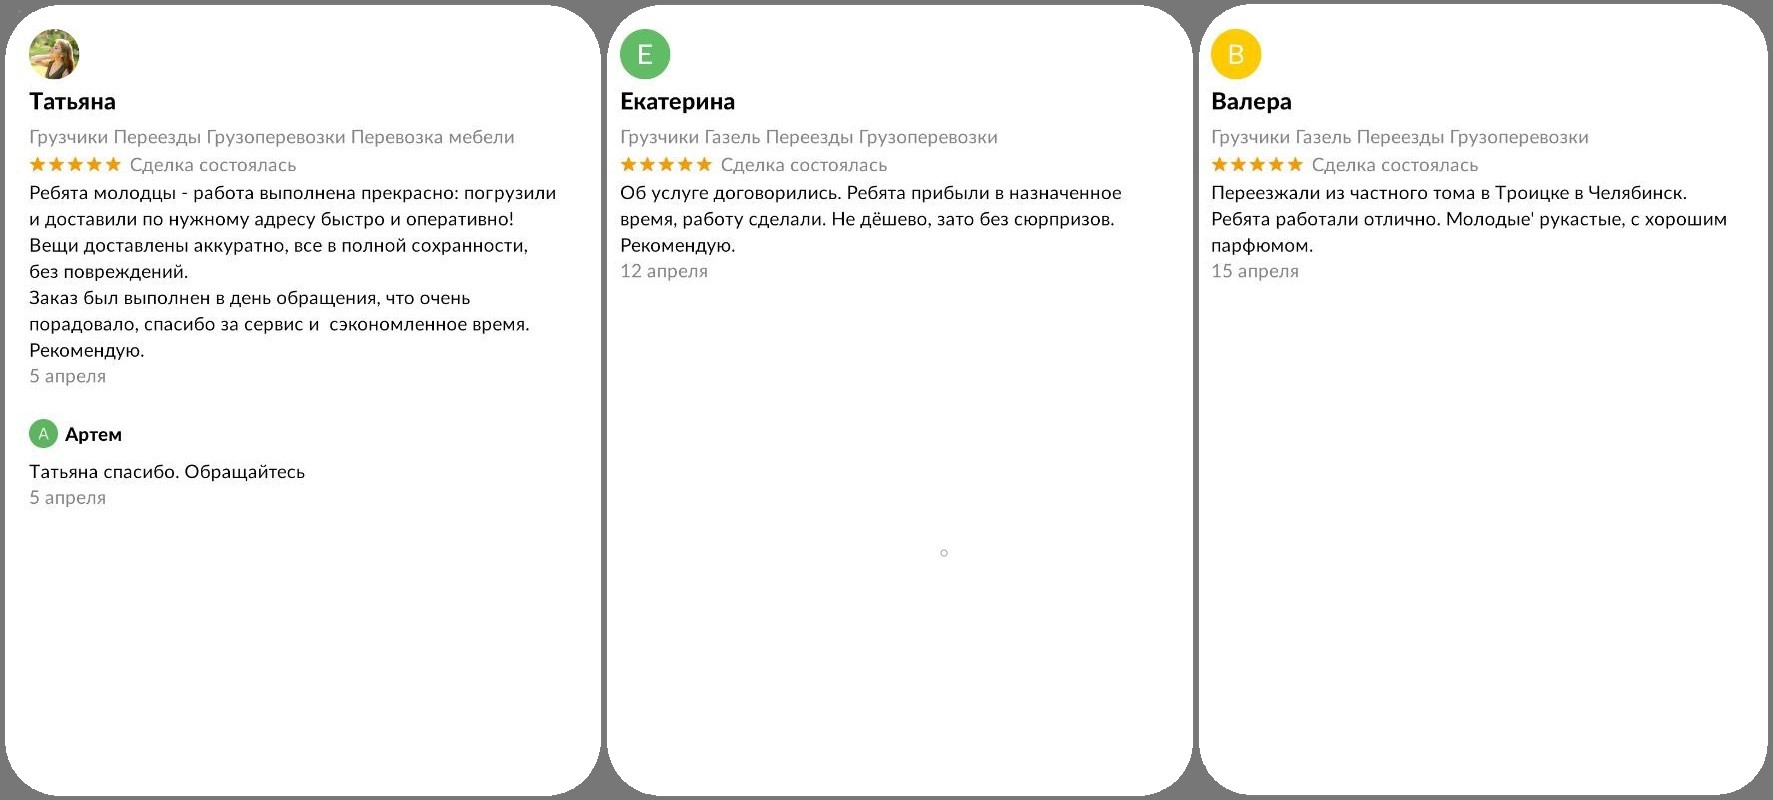 Татьяна
Грузчики Переезды Грузоперевозки Перевозка мебели
Сделка состоялась
Ребята молодцы - работа выполнена прекрасно: погрузили
и доставили по нужному адресу быстро и оперативно!
Вещи доставлены аккуратно, все в полной сохранности,
без повреждений.
Заказ был выполнен в день обращения, что очень
порадовало, спасибо за сервис и  сэкономленное время.
Рекомендую.
5 апреля
А Артем
Татьяна спасибо. Обращайтесь
5 апреля
Е
Екатерина
Грузчики Газель Переезды Грузоперевозки
Сделка состоялась
Об услуге договорились. Ребята прибыли в назначенное
время, работу сделали. Не дёшево, зато без сюрпризов.
Рекомендую.
12 апреля
В
Валера
Грузчики Газель Переезды Грузоперевозки
Сделка состоялась
Переезжали из частного тома в Троицке в Челябинск.
Ребята работали отлично. Молодые' рукастые, с хорошим
парфюмом.
15 апреля